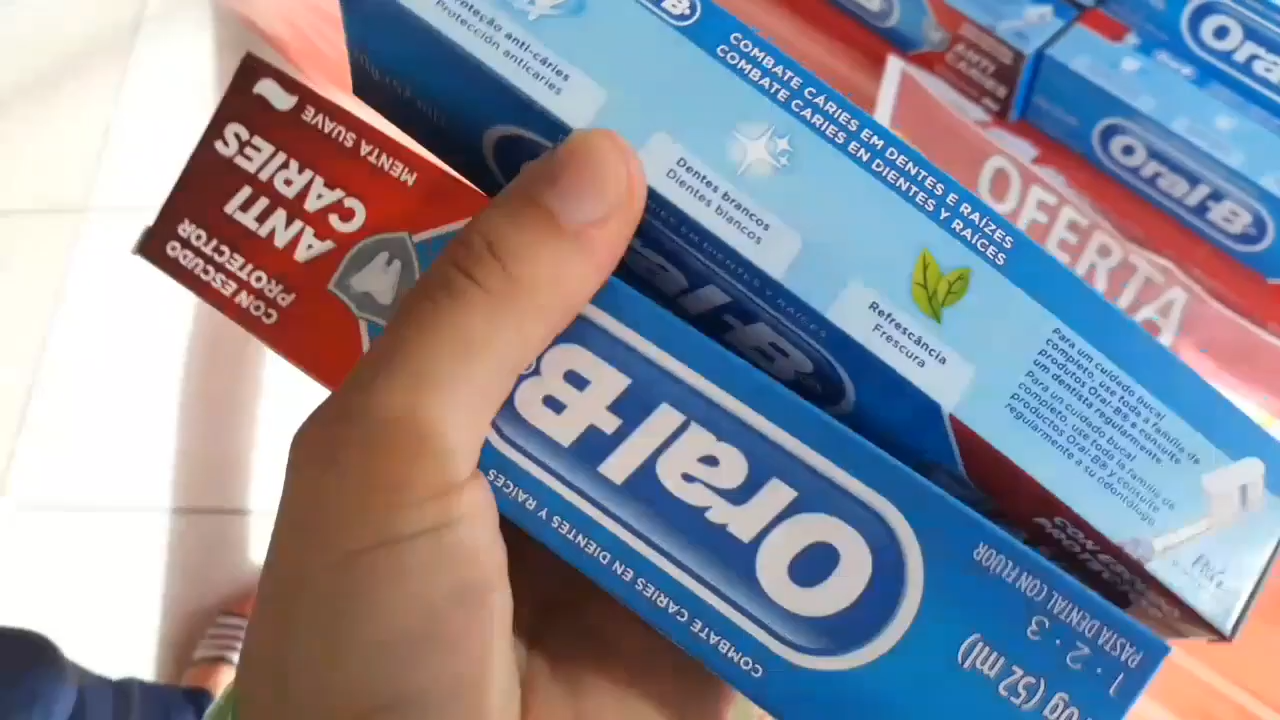 Proteção anti-cáries
Protección anticaries
COMBATE CÁRIES EM DENTES E RAÍZES
COMBATE CARIES EN DIENTES Y RAÍCES
Dentes brancos
Dientes blancos
Refrescância
Frescura
Para um cuidado bucal
completo, use toda a família de
produtos Oral-B® e consulte
um dentista regularmente.
Para un cuidado bucal
completo, use toda la familia de
productos Oral-B® y consulte
regularmente a su odontólogo.
CON ESCUDO
PROTECTOR
ANTI
CARIES
MENTA SUAVE
Oral-B
COMBATE CARIES EN DIENTES Y RAÍCES
1 · 2 · 3
PASTA DENTAL CON FLUÓR
(52 ml)
OFERTA
ANTI
CARIES
Oral-B
Oral-B